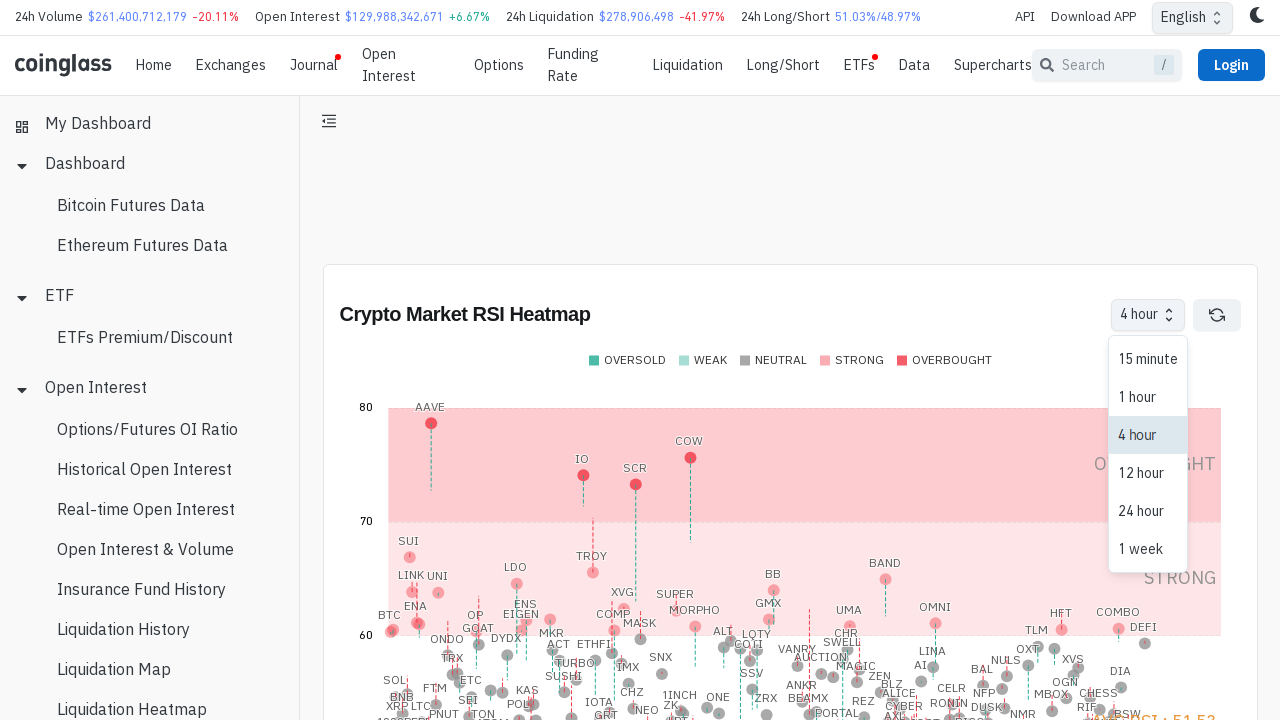 24h Volume $261,400,712,179 -20.11% Open Interest $129,988,342,671 +6.67% 24h Liquidation $278,906,498 -41.97% 24h Long/Short 51.03%/48.97% API Download APP English
coinglass Home Exchanges Journal Open Interest Options Funding Rate Liquidation Long/Short ETFs Data Supercharts Search / Login
My Dashboard
Dashboard
Bitcoin Futures Data
Ethereum Futures Data
ETF
ETFs Premium/Discount
Open Interest
Options/Futures OI Ratio
Historical Open Interest
Real-time Open Interest
Open Interest & Volume
Insurance Fund History
Liquidation History
Liquidation Map
Liquidation Heatmap
Crypto Market RSI Heatmap 4 hour
15 minute
1 hour
4 hour
12 hour
24 hour
1 week
OVERSOLD WEAK NEUTRAL STRONG OVERBOUGHT
80
AAVE
COW
IO
SCR
70
SUI
TROY
STRONG
LINK UNI LDO BB BAND
XVG SUPER
ENA ENS GMX
BTC OP EIGEN COMP MORPHO UMA OMNI HFT COMBO
60
GOAT MASK ALT DEFI
ONDO DYDX MKR LOTY CHR TLM
ACT ETHFI COTI VANRY SWELL LINA OXT
TRX TURBO IMX SNX AUCTION MAGIC AI NULS XVS
SOL ETC SUSHI SSV ZEN BAL DIA
BNB FTM KAS CHZ 1INCH ONE ZRX ANKR BLZ ALICE CELR NFP OGN MBOX CHESS
XRP LTC SEI POL IOTA NEO ZK BEAMX REZ CYBER RONIN DUSK RIF
PNUT TON GRT PORTAL AXL NMR